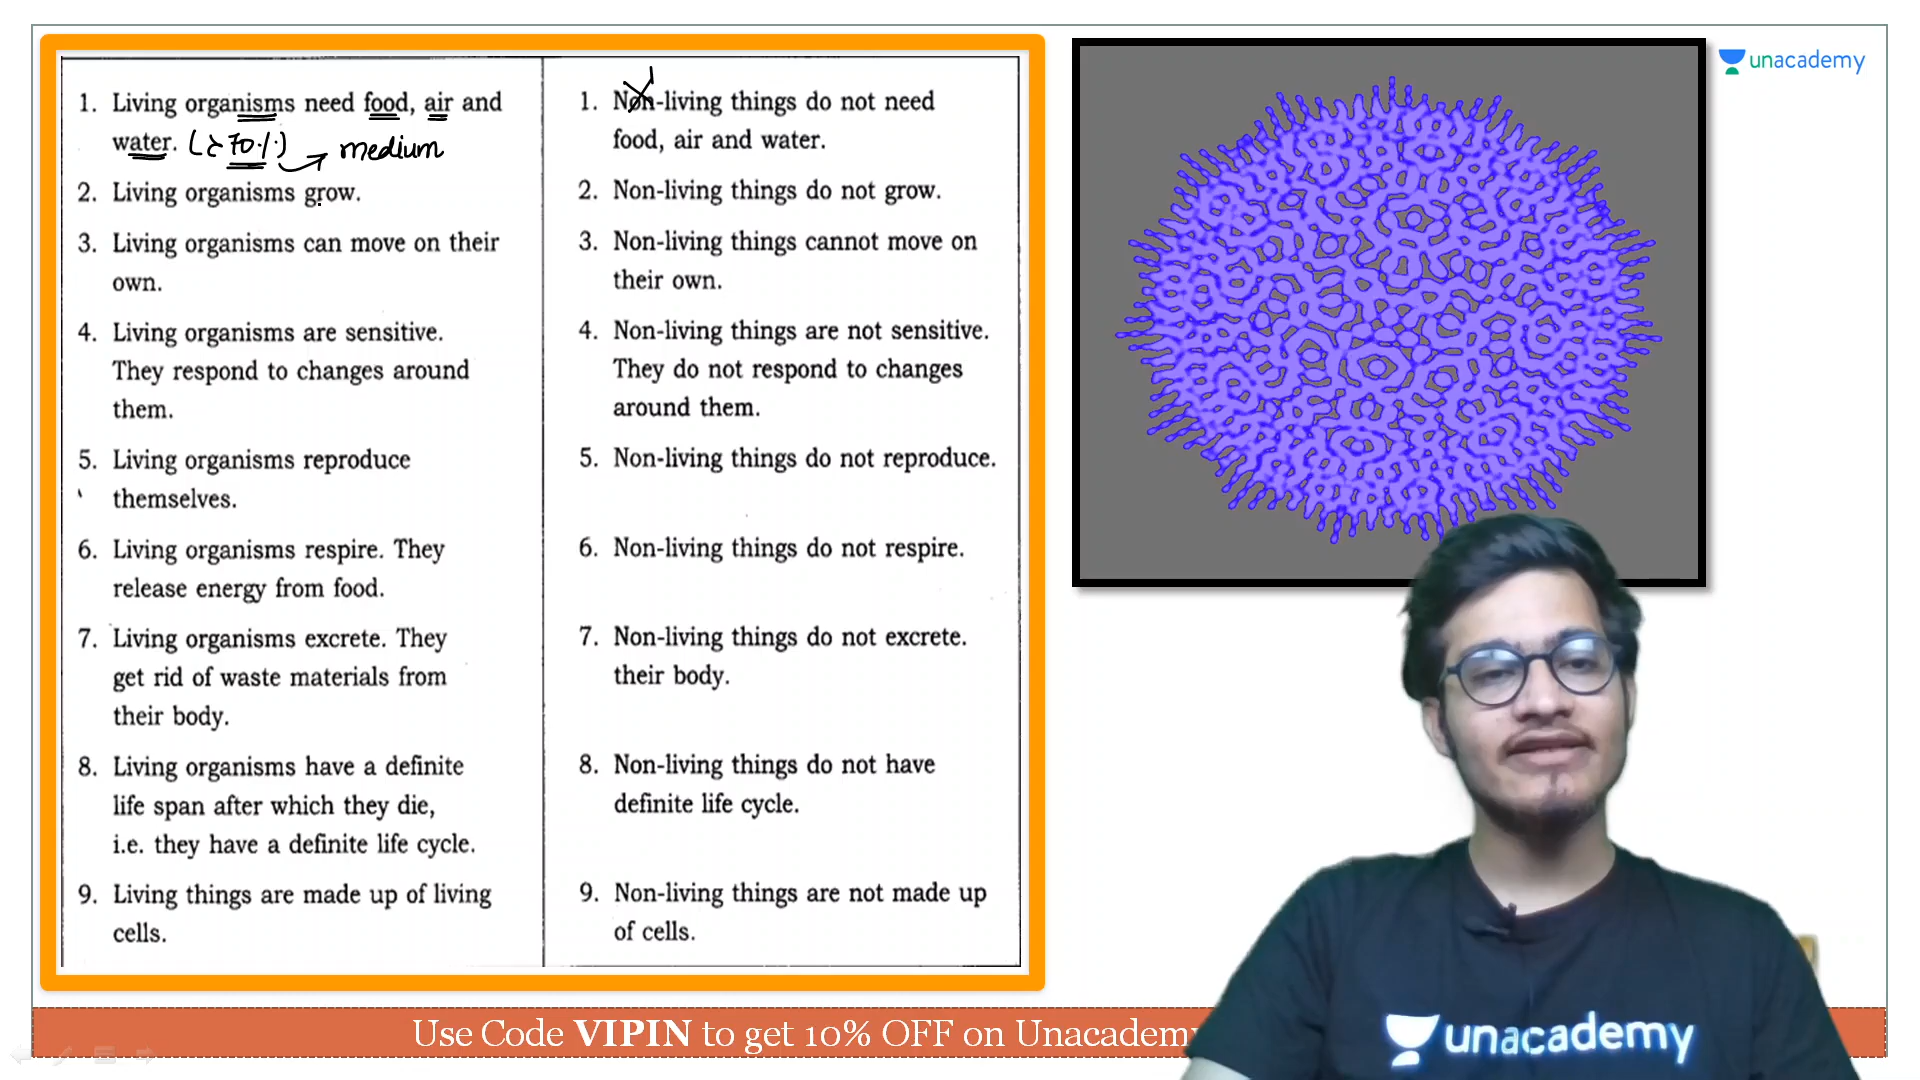 1. Living organisms need food, air and
water. (≥ 70%) → medium
2. Living organisms grow.
3. Living organisms can move on their
own.
4. Living organisms are sensitive.
They respond to changes around
them.
5. Living organisms reproduce
themselves.
6. Living organisms respire. They
release energy from food.
7. Living organisms excrete. They
get rid of waste materials from
their body.
8. Living organisms have a definite
life span after which they die,
i.e. they have a definite life cycle.
9. Living things are made up of living
cells.
1. Non-living things do not need
food, air and water.
2. Non-living things do not grow.
3. Non-living things cannot move on
their own.
4. Non-living things are not sensitive.
They do not respond to changes
around them.
5. Non-living things do not reproduce.
6. Non-living things do not respire.
7. Non-living things do not excrete.
their body.
8. Non-living things do not have
definite life cycle.
9. Non-living things are not made up
of cells.
unacademy
Use Code VIPIN to get 10% OFF on Unacademy
unacademy